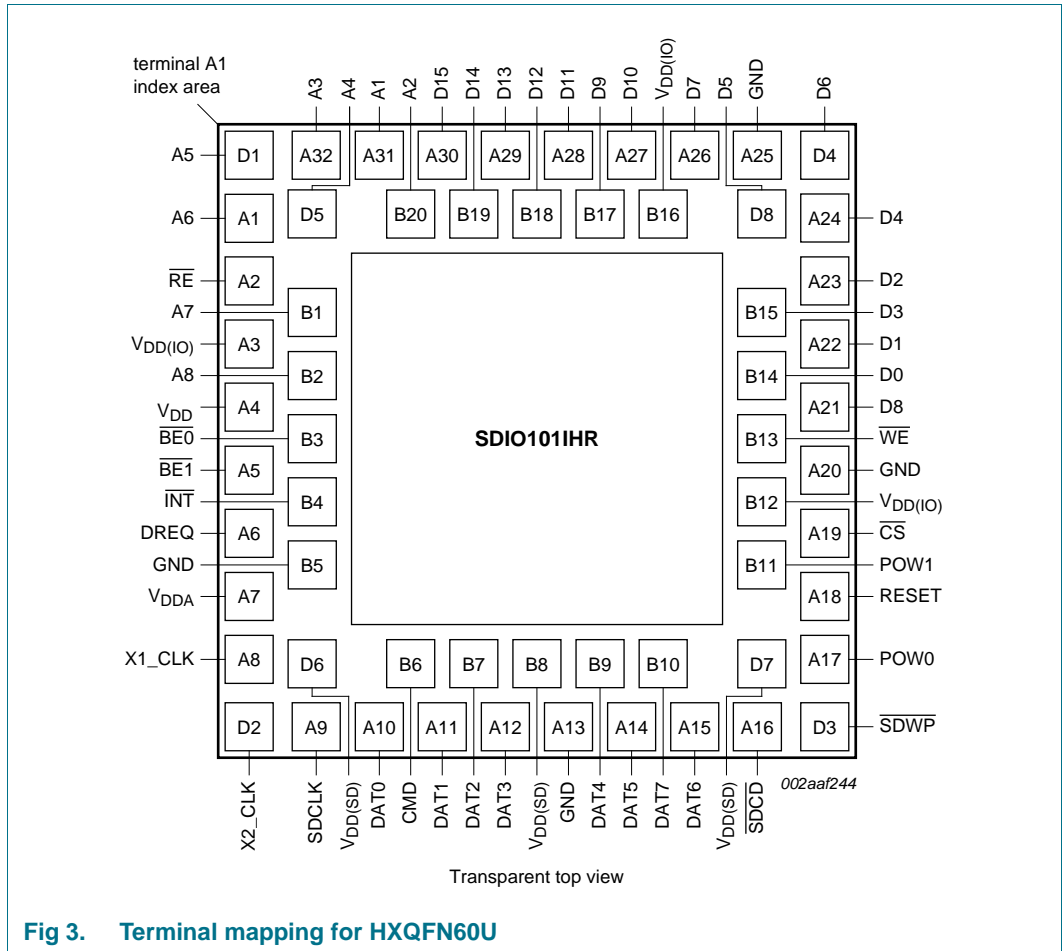 terminal A1
index area
A3
A4
A1
A2
D15
D14
D13
D12
D11
D9
D10
VDD(IO)
D7
D5
GND
D6
A5
D1
A32
A31
A30
A29
A28
A27
A26
A25
D4
A6
A1
D5
B20
B19
B18
B17
B16
D8
A24
D4
RE
A2
A23
D2
A7
B1
B15
D3
VDD(IO)
A3
A22
D1
A8
B2
B14
D0
VDD
A4
A21
D8
BE0
B3
SDIO101IHR
B13
WE
BE1
A5
A20
GND
INT
B4
B12
VDD(IO)
DREQ
A6
A19
CS
GND
B5
B11
POW1
VDDA
A7
A18
RESET
X1_CLK
A8
D6
B6
B7
B8
B9
B10
D7
A17
POW0
D2
A9
A10
A11
A12
A13
A14
A15
A16
D3
SDWP
X2_CLK
SDCLK
VDD(SD)
DAT0
CMD
DAT1
DAT2
DAT3
VDD(SD)
GND
DAT4
DAT5
DAT7
DAT6
VDD(SD)
SDCD
002aaf244
Transparent top view
Fig 3. Terminal mapping for HXQFN60U